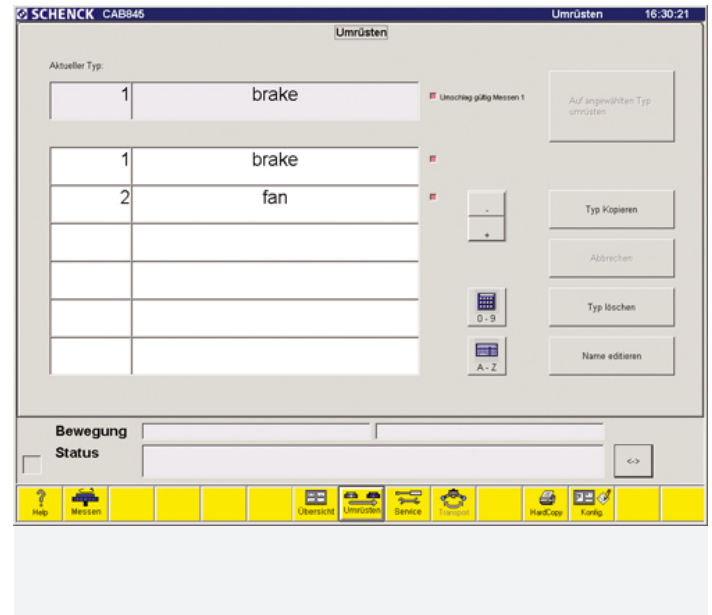 SCHENCK CAB845 Umrüsten 16:30:21
Umrüsten
Aktueller Typ:
1 brake
Umschlag gültig Messen 1
Auf angewählten Typ
umrüsten
1 brake
2 fan
-
+
Typ Kopieren
Abbrechen
0 - 9
Typ löschen
A - Z
Name editieren
Bewegung
Status
<->
? Help
Messen
Übersicht
Umrüsten
Service
Transport
HardCopy
Konfig.